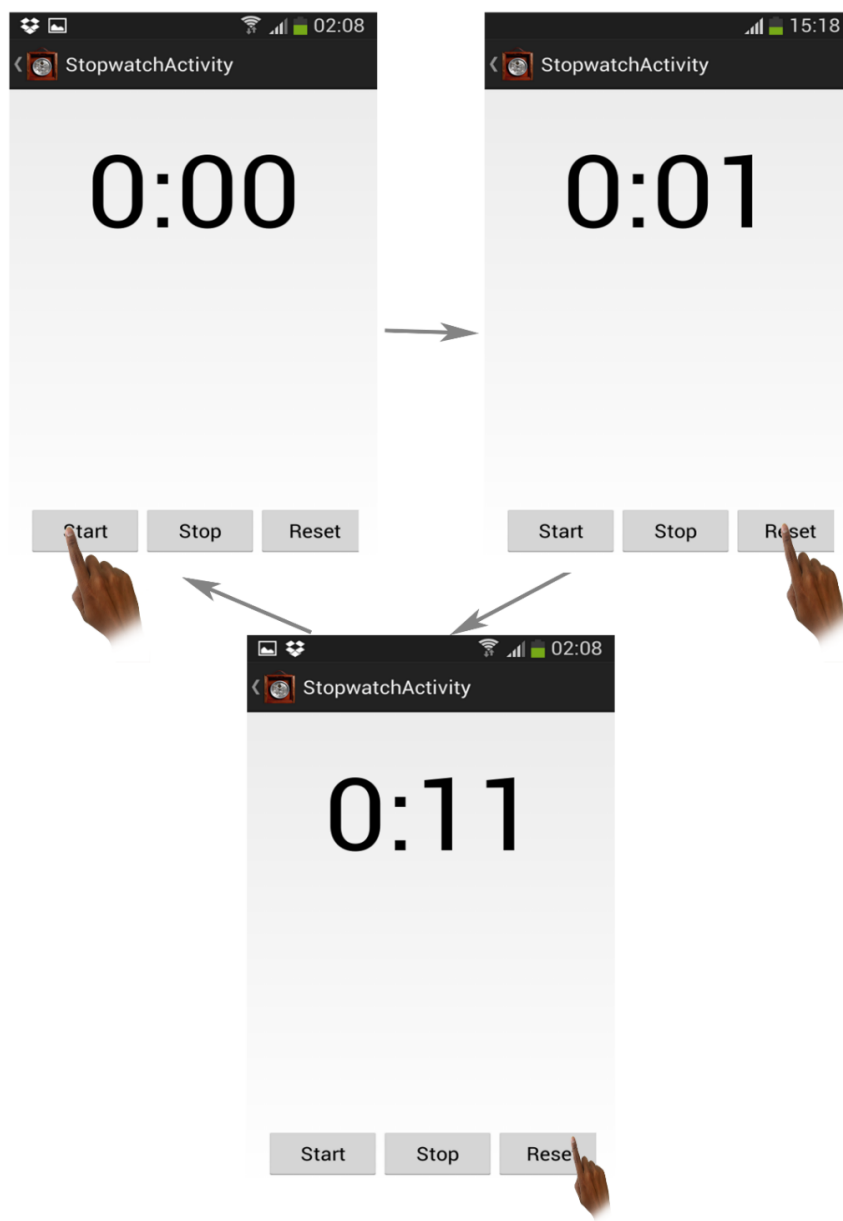 02:08
StopwatchActivity
0:00
Start Stop Reset
15:18
StopwatchActivity
0:01
Start Stop Reset
02:08
StopwatchActivity
0:11
Start Stop Rese